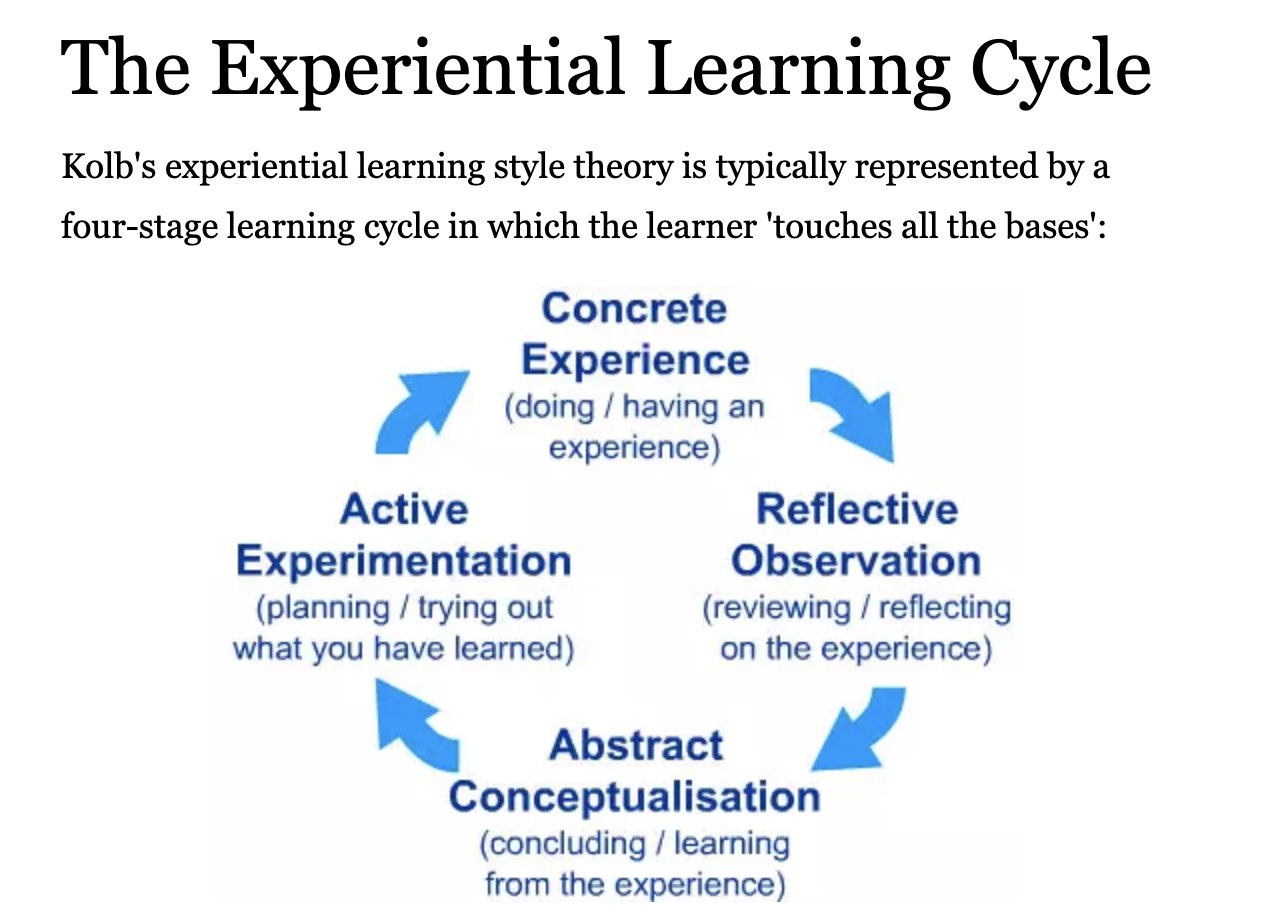 The Experiential Learning Cycle
Kolb's experiential learning style theory is typically represented by a
four-stage learning cycle in which the learner 'touches all the bases':
Concrete
Experience
(doing / having an
experience)
Reflective
Observation
(reviewing / reflecting
on the experience)
Abstract
Conceptualisation
(concluding / learning
from the experience)
Active
Experimentation
(planning / trying out
what you have learned)